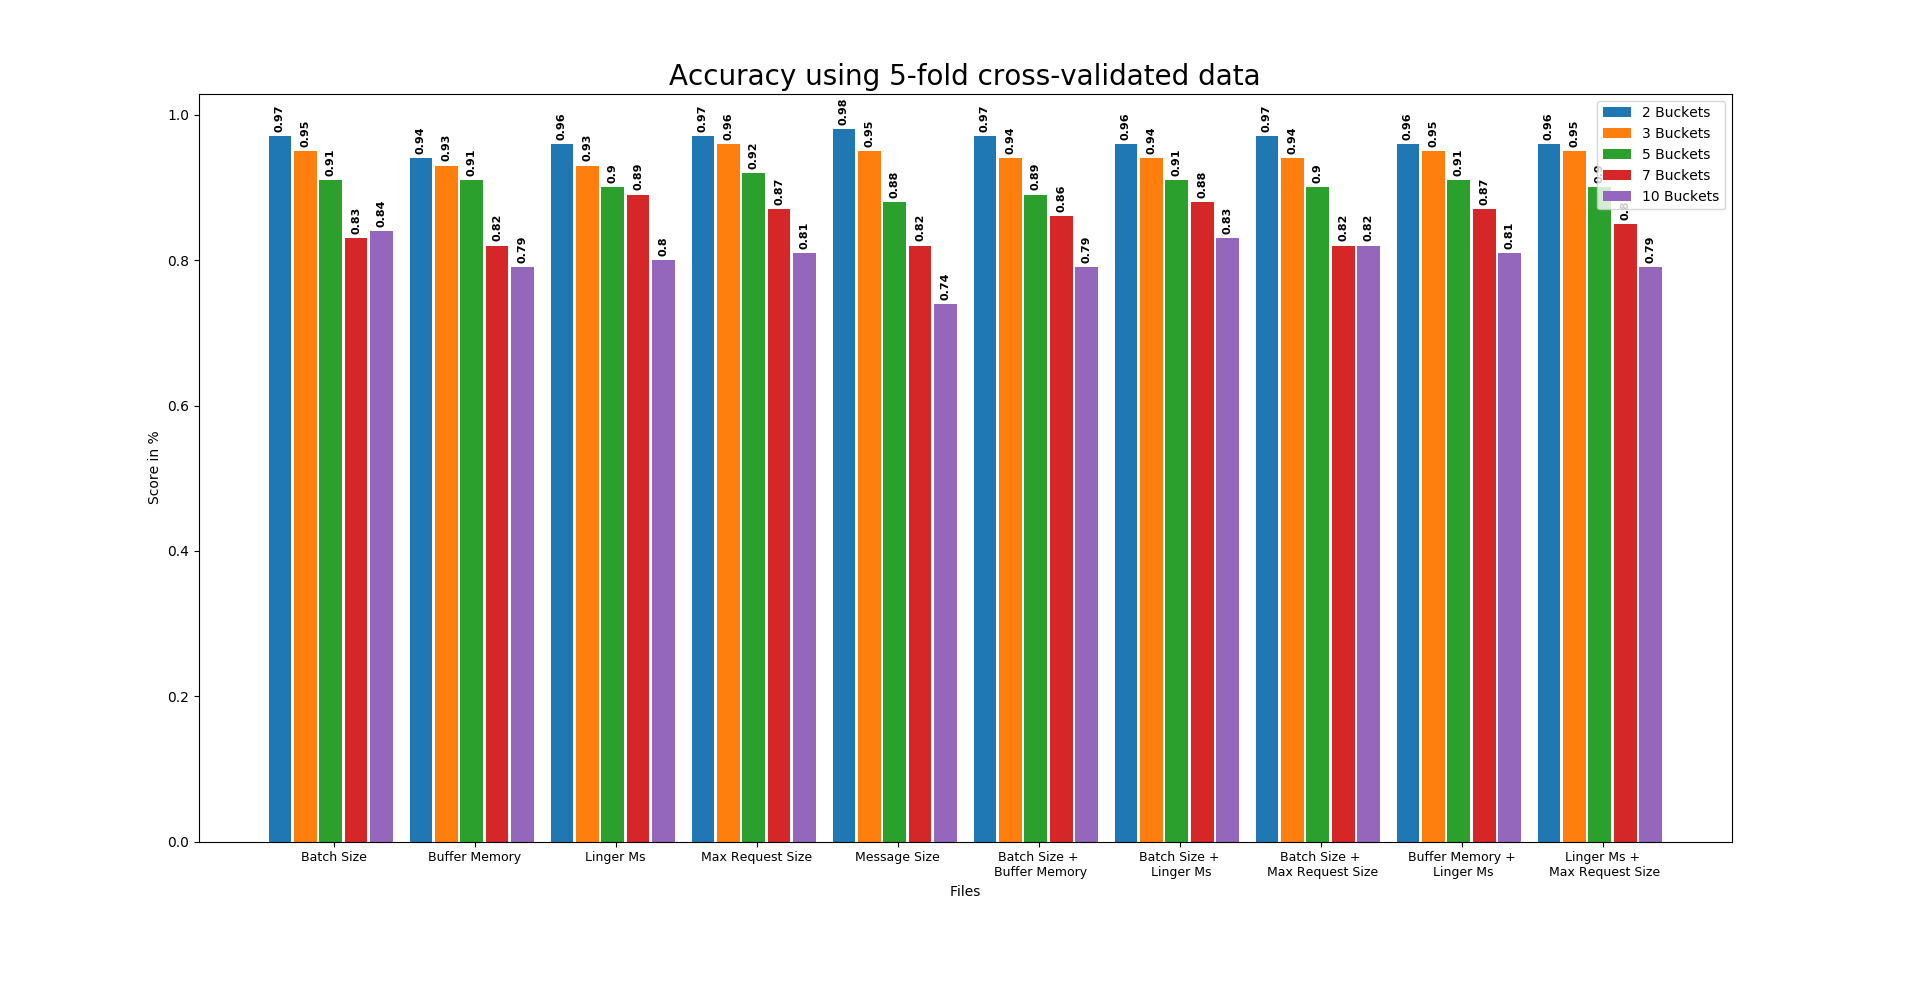 Accuracy using 5-fold cross-validated data
1.0
0.8
0.6
0.4
0.2
0.0
Score in %
0.97
0.95
0.91
0.83
0.84
0.94
0.93
0.91
0.82
0.79
0.96
0.93
0.9
0.89
0.8
0.97
0.96
0.92
0.87
0.81
0.98
0.95
0.88
0.82
0.74
0.97
0.94
0.89
0.86
0.79
0.96
0.94
0.91
0.88
0.83
0.97
0.94
0.9
0.82
0.82
0.96
0.95
0.91
0.87
0.81
0.96
0.95
0.79
2 Buckets
3 Buckets
5 Buckets
7 Buckets
10 Buckets
Batch Size
Buffer Memory
Linger Ms
Max Request Size
Message Size
Batch Size +
Buffer Memory
Batch Size +
Linger Ms
Batch Size +
Max Request Size
Buffer Memory +
Linger Ms
Linger Ms +
Max Request Size
Files